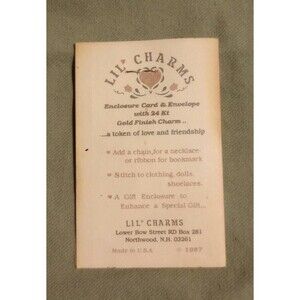 LIL' CHARMS
Enclosure Card & Envelope
with 24 Kt
Gold Finish Charm ..
...a token of love and friendship
♥ Add a chain, for a necklace
or ribbon for bookmark
♥ Stitch to clothing, dolls,
shoelaces.
♥ A Gift Enclosure to
Enhance a Special Gift...
LIL' CHARMS
Lower Bow Street RD Box 281
Northwood, N.H. 03261
Made in U.S.A © 1987